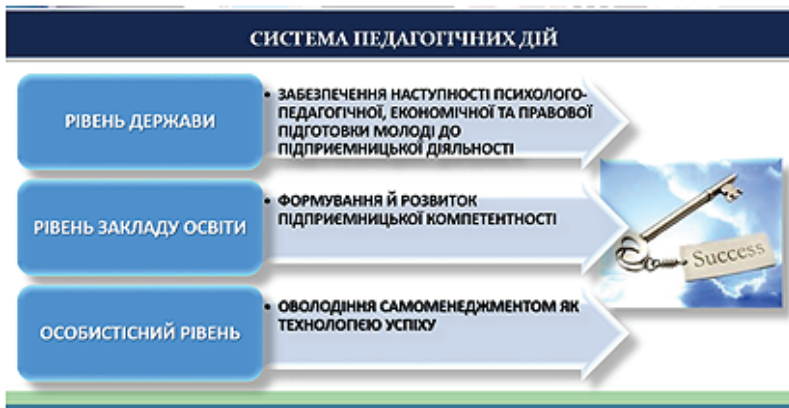 СИСТЕМА ПЕДАГОГІЧНИХ ДІЙ
РІВЕНЬ ДЕРЖАВИ
• ЗАБЕЗПЕЧЕННЯ НАСТУПНОСТІ ПСИХОЛОГО-
ПЕДАГОГІЧНОЇ, ЕКОНОМІЧНОЇ ТА ПРАВОВОЇ
ПІДГОТОВКИ МОЛОДІ ДО
ПІДПРИЄМНИЦЬКОЇ ДІЯЛЬНОСТІ
РІВЕНЬ ЗАКЛАДУ ОСВІТИ
• ФОРМУВАННЯ Й РОЗВИТОК
ПІДПРИЄМНИЦЬКОЇ КОМПЕТЕНТНОСТІ
ОСОБИСТІСНИЙ РІВЕНЬ
• ОВОЛОДІННЯ САМОМЕНЕДЖМЕНТОМ ЯК
ТЕХНОЛОГІЄЮ УСПІХУ
Success